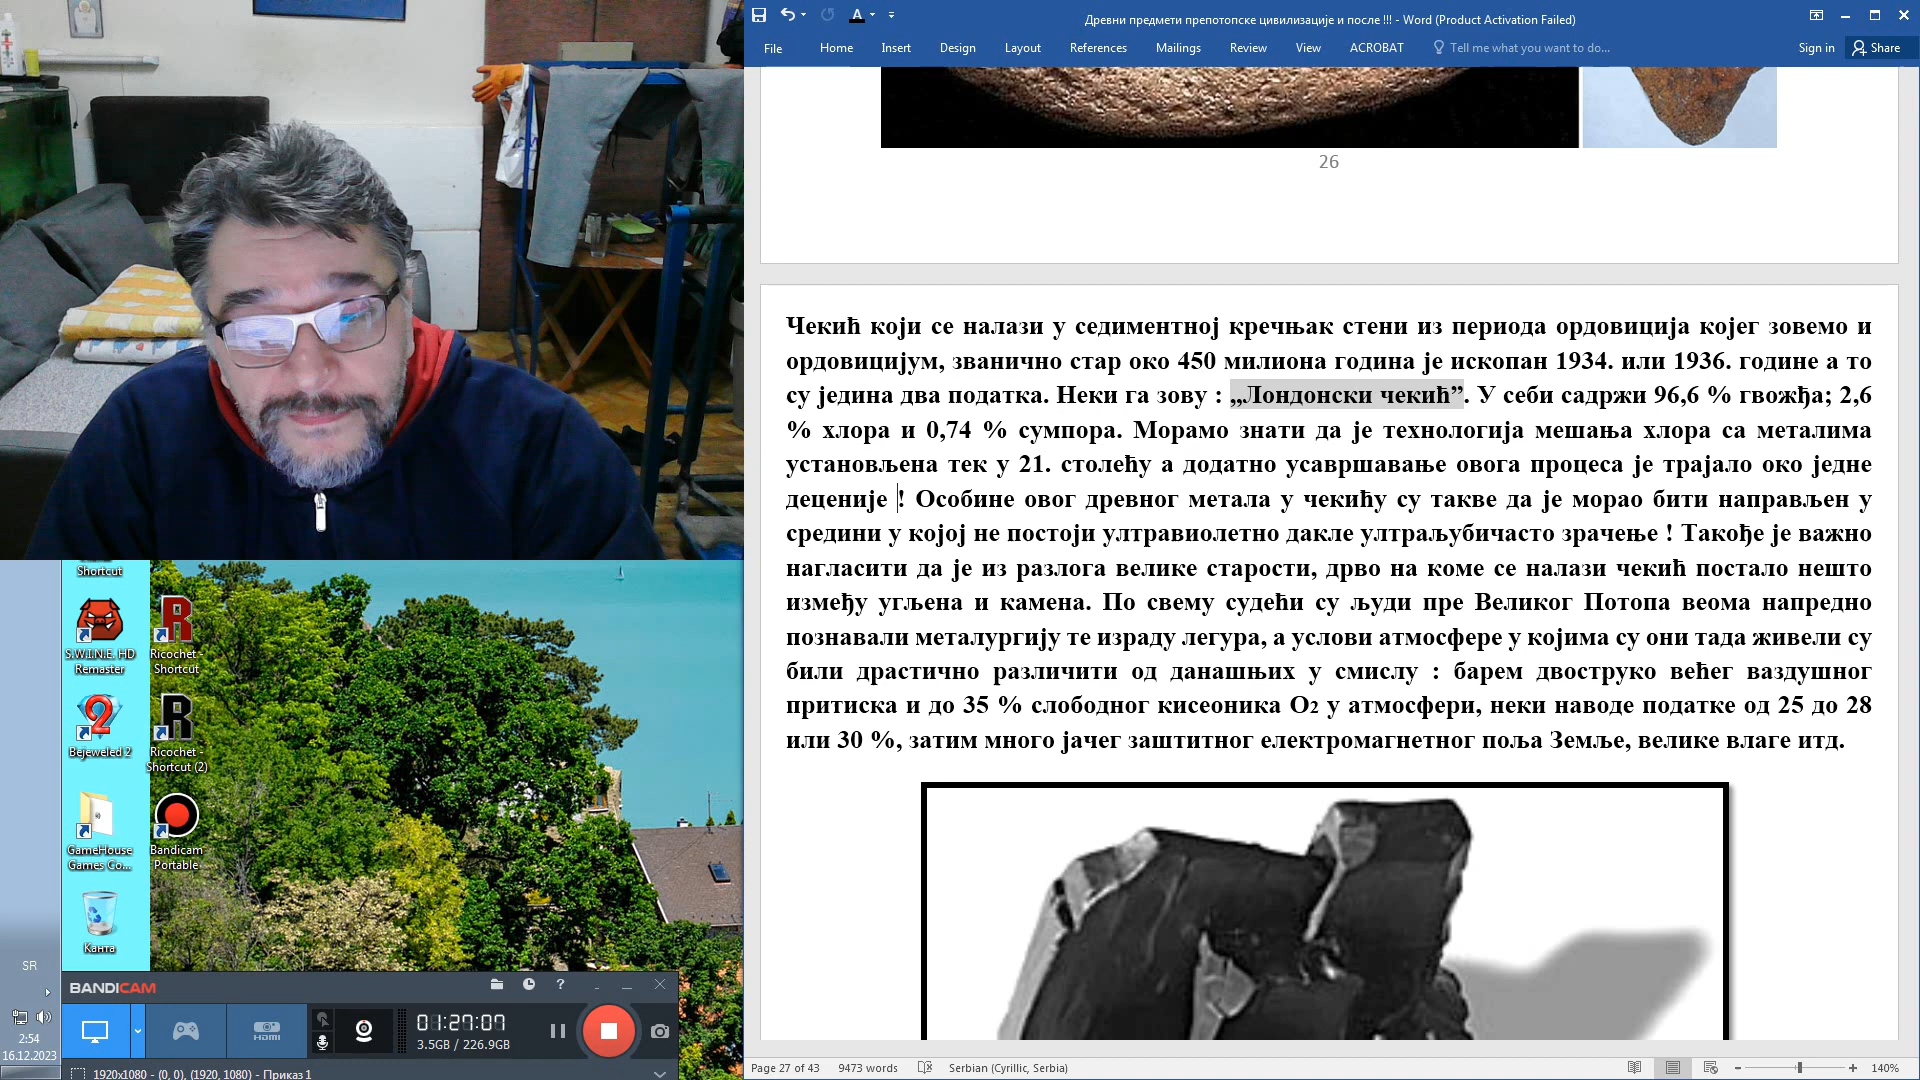 Древни предмети препотопске цивилизације и после !!! - Word (Product Activation Failed)
File Home Insert Design Layout References Mailings Review View ACROBAT Tell me what you want to do... Sign in Share
26
Чекић који се налази у седиментној кречњак стени из периода ордовиција којег зовемо и
ордовицијум, званично стар око 450 милиона година је ископан 1934. или 1936. године а то
су једина два податка. Неки га зову : „Лондонски чекић”. У себи садржи 96,6 % гвожђа; 2,6
% хлора и 0,74 % сумпора. Морамо знати да је технологија мешања хлора са металима
установљена тек у 21. столећу а додатно усавршавање овога процеса је трајало око једне
деценије ! Особине овог древног метала у чекићу су такве да је морао бити направљен у
средини у којој не постоји ултравиолетно дакле ултраљубичасто зрачење ! Такође је важно
нагласити да је из разлога велике старости, дрво на коме се налази чекић постало нешто
између угљена и камена. По свему судећи су људи пре Великог Потопа веома напредно
познавали металургију те израду легура, а услови атмосфере у којима су они тада живели су
били драстично различити од данашњих у смислу : барем двоструко већег ваздушног
притиска и до 35 % слободног кисеоника O2 у атмосфери, неки наводе податке од 25 до 28
или 30 %, затим много јачег заштитног електромагнетног поља Земље, велике влаге итд.
Shortcut
S.W.I.N.E. HD
Remaster
Ricochet -
Shortcut
Bejeweled 2
Ricochet -
Shortcut (2)
GameHouse
Games Co...
Bandicam
Portable
Канта
SR
2:54
16.12.2023
BANDICAM
HDMI
01:27:07
3.5GB / 226.9GB
1920x1080 - (0, 0), (1920, 1080) - Приказ 1
Page 27 of 43 9473 words Serbian (Cyrillic, Serbia) 140%